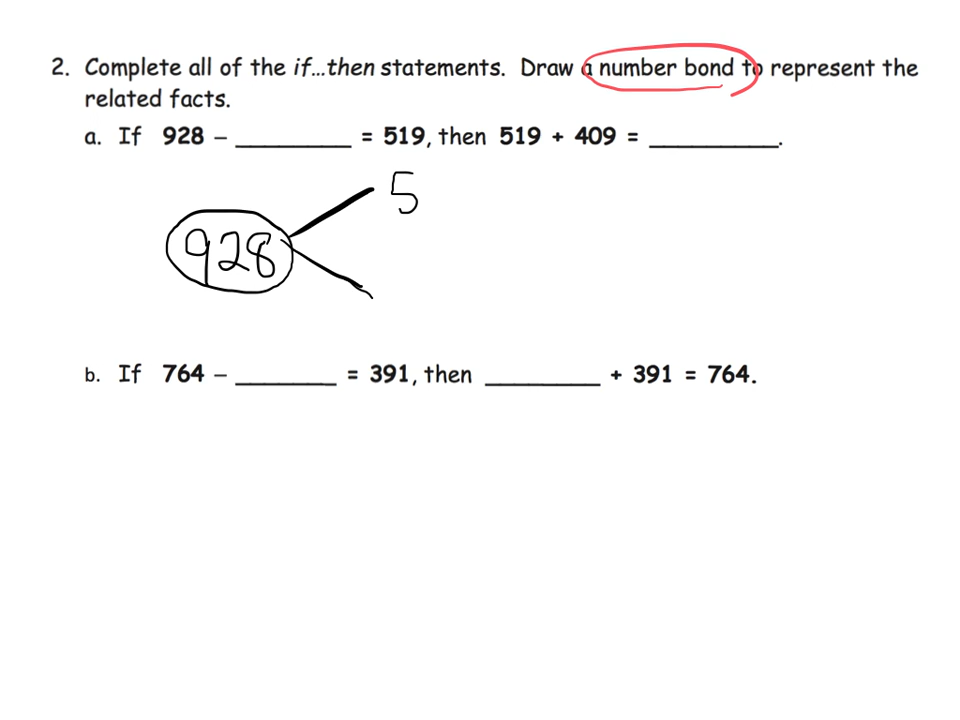 2. Complete all of the if...then statements. Draw a number bond to represent the
related facts.
a. If 928 - _________ = 519, then 519 + 409 = __________.
5
928
b. If 764 - ________ = 391, then _________ + 391 = 764.